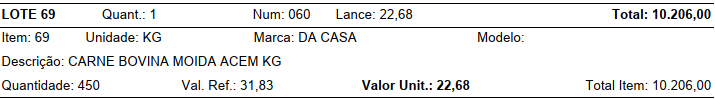 LOTE 69 Quant.: 1 Num: 060 Lance: 22,68 Total: 10.206,00
Item: 69 Unidade: KG Marca: DA CASA Modelo:
Descrição: CARNE BOVINA MOIDA ACEM KG
Quantidade: 450 Val. Ref.: 31,83 Valor Unit.: 22,68 Total Item: 10.206,00